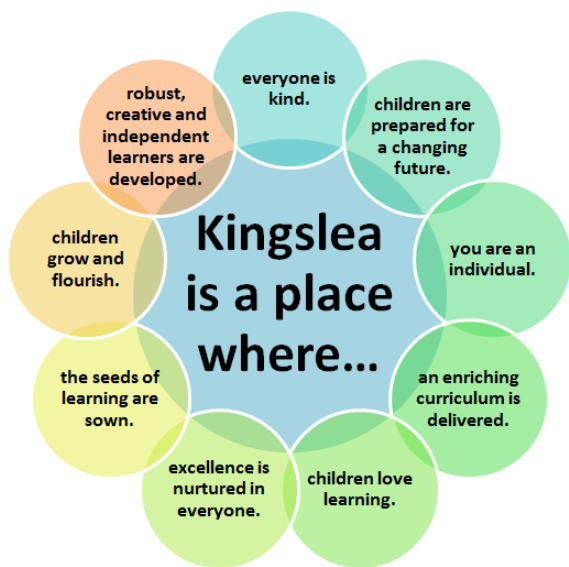 Kingslea
is a place
where...
everyone is
kind.
children are
prepared for
a changing
future.
you are an
individual.
an enriching
curriculum is
delivered.
children love
learning.
excellence is
nurtured in
everyone.
the seeds of
learning are
sown.
children
grow and
flourish.
robust,
creative and
independent
learners are
developed.